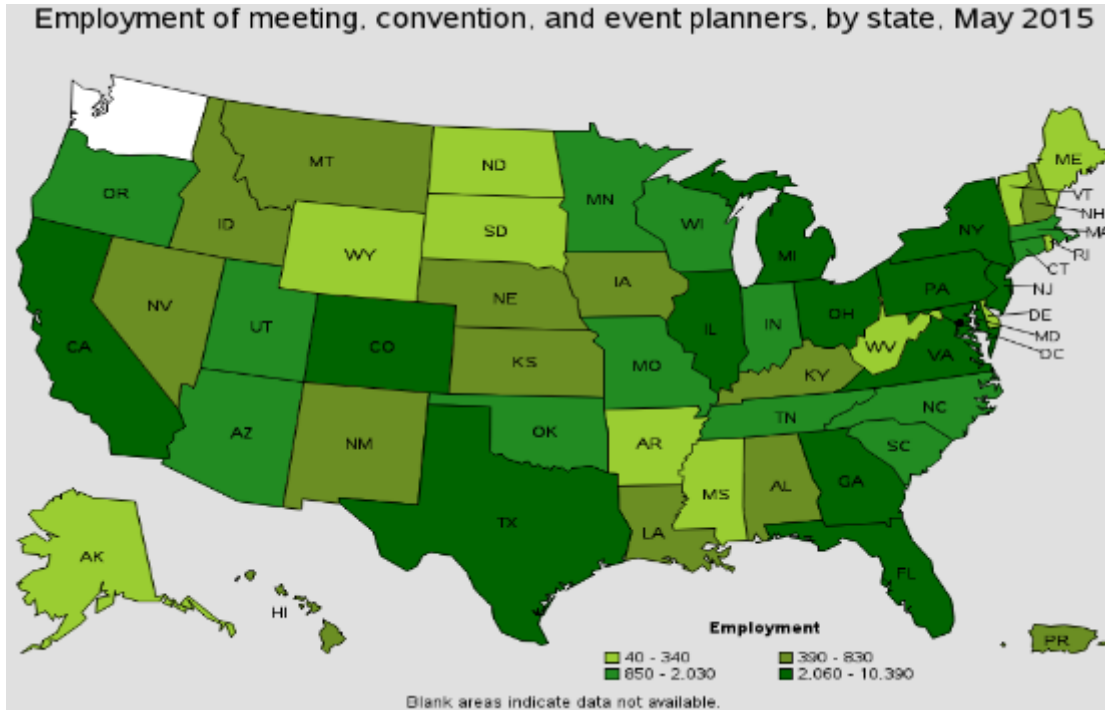 Employment of meeting, convention, and event planners, by state, May 2015
ME
MT
ND
VT
OR
MN
NH
ID
WI
NY
MA
SD
WY
MI
RI
CT
IA
PA
NJ
NV
NE
OH
DE
UT
IL
IN
MD
CA
CO
WV
VA
DC
KS
MO
KY
NC
TN
AZ
OK
NM
AR
SC
MS
AL
GA
TX
LA
AK
FL
HI
Employment
PR
40 - 340
390 - 830
850 - 2,030
2,060 - 10,390
Blank areas indicate data not available.